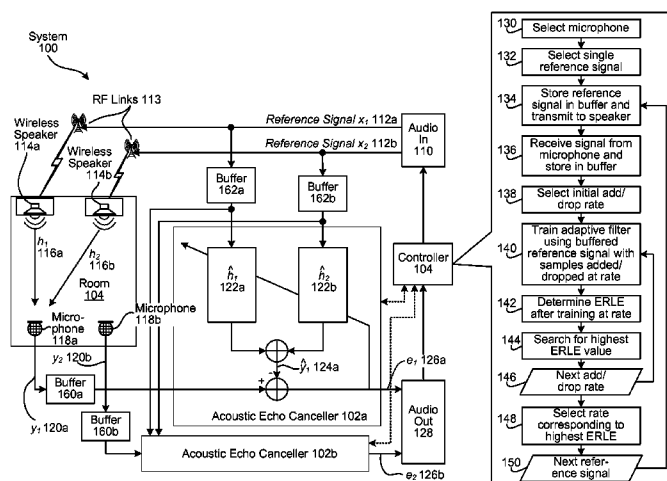 System
100
RF Links 113
Wireless
Speaker
114a
Wireless
Speaker
114b
Reference Signal x1 112a
Reference Signal x2 112b
Audio
In
110
Buffer
162a
Buffer
162b
h1
116a
h2
116b
Room
104
ĥ1
122a
ĥ2
122b
Controller
104
Micro-
phone
118a
Microphone
118b
y2 120b
ŷ1 124a
-
+
e1 126a
Buffer
160a
y1 120a
Buffer
160b
Acoustic Echo Canceller 102a
Audio
Out
128
Acoustic Echo Canceller 102b
e2 126b
130
Select microphone
132
Select single
reference signal
134
Store reference
signal in buffer and
transmit to speaker
136
Receive signal from
microphone and
store in buffer
138
Select initial add/
drop rate
140
Train adaptive filter
using buffered
reference signal with
samples added/
dropped at rate
142
Determine ERLE
after training at rate
144
Search for highest
ERLE value
146
Next add/
drop rate
148
Select rate
corresponding to
highest ERLE
150
Next refer-
ence signal